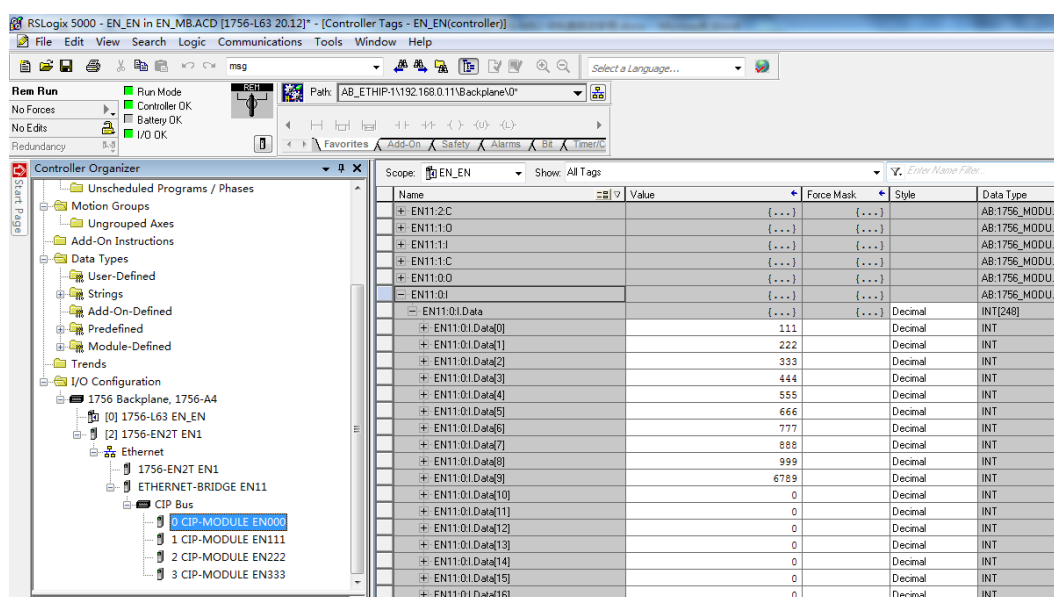 RSLogix 5000 - EN_EN in EN_MB.ACD [1756-L63 20.12]* - [Controller Tags - EN_EN(controller)]
File Edit View Search Logic Communications Tools Window Help
msg
Select a Language...
Rem Run
Run Mode
REM
Path: AB_ETHIP-1\192.168.0.11\Backplane\0*
No Forces
Controller OK
Battery OK
No Edits
I/O OK
Redundancy
Favorites Add-On Safety Alarms Bit Timer/C
Start Page
Controller Organizer
Unscheduled Programs / Phases
Motion Groups
Ungrouped Axes
Add-On Instructions
Data Types
User-Defined
Strings
Add-On-Defined
Predefined
Module-Defined
Trends
I/O Configuration
1756 Backplane, 1756-A4
[0] 1756-L63 EN_EN
[2] 1756-EN2T EN1
Ethernet
1756-EN2T EN1
ETHERNET-BRIDGE EN11
CIP Bus
0 CIP-MODULE EN000
1 CIP-MODULE EN111
2 CIP-MODULE EN222
3 CIP-MODULE EN333
Scope: EN_EN Show: All Tags Enter Name Filter...
Name Value Force Mask Style Data Type
EN11:2:C {...} {...} AB:1756_MODU.
EN11:1:O {...} {...} AB:1756_MODU.
EN11:1:I {...} {...} AB:1756_MODU.
EN11:1:C {...} {...} AB:1756_MODU.
EN11:0:O {...} {...} AB:1756_MODU.
EN11:0:I {...} {...} AB:1756_MODU.
EN11:0:I.Data {...} {...} Decimal INT[248]
EN11:0:I.Data[0] 111 Decimal INT
EN11:0:I.Data[1] 222 Decimal INT
EN11:0:I.Data[2] 333 Decimal INT
EN11:0:I.Data[3] 444 Decimal INT
EN11:0:I.Data[4] 555 Decimal INT
EN11:0:I.Data[5] 666 Decimal INT
EN11:0:I.Data[6] 777 Decimal INT
EN11:0:I.Data[7] 888 Decimal INT
EN11:0:I.Data[8] 999 Decimal INT
EN11:0:I.Data[9] 6789 Decimal INT
EN11:0:I.Data[10] 0 Decimal INT
EN11:0:I.Data[11] 0 Decimal INT
EN11:0:I.Data[12] 0 Decimal INT
EN11:0:I.Data[13] 0 Decimal INT
EN11:0:I.Data[14] 0 Decimal INT
EN11:0:I.Data[15] 0 Decimal INT
EN11:0:I.Data[16] 0 Decimal INT